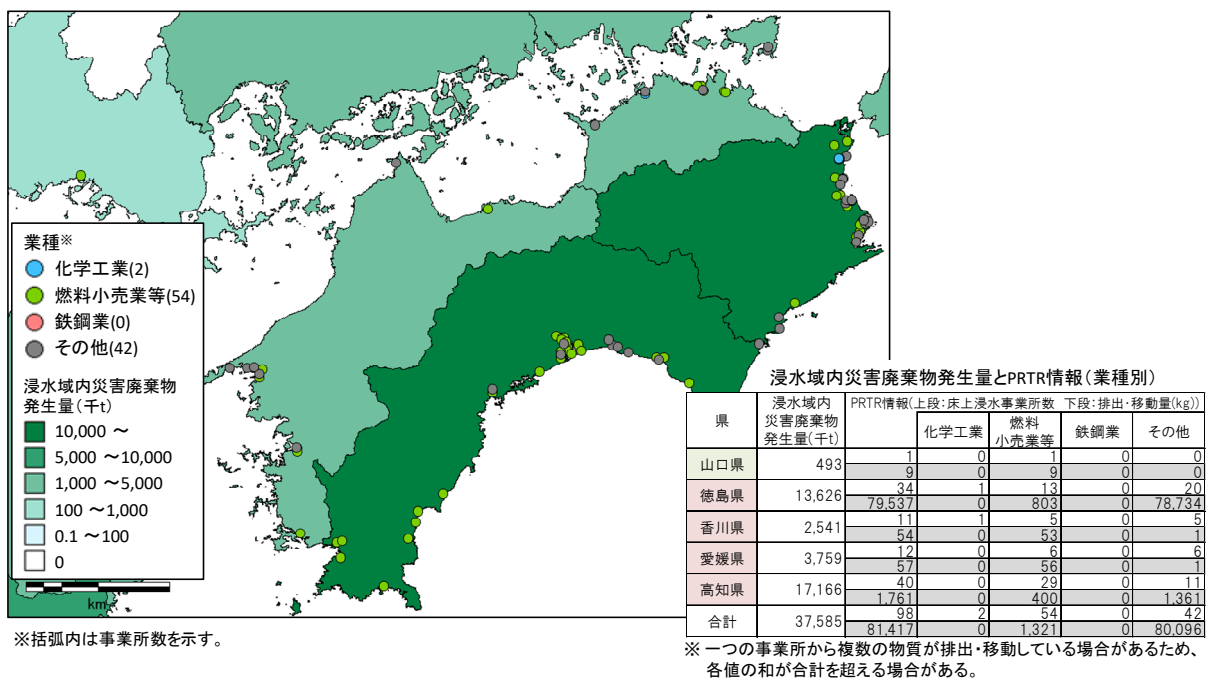 業種※
化学工業(2)
燃料小売業等(54)
鉄鋼業(0)
その他(42)
浸水域内災害廃棄物
発生量(千t)
10,000 ～
5,000 ～10,000
1,000 ～5,000
100 ～1,000
0.1 ～100
0
km
※括弧内は事業所数を示す。
浸水域内災害廃棄物発生量とPRTR情報(業種別)
県 浸水域内災害廃棄物発生量(千t) PRTR情報(上段:床上浸水事業所数 下段:排出・移動量(kg))
化学工業 燃料小売業等 鉄鋼業 その他
山口県 493 1 0 1 0 0
9 0 9 0 0
徳島県 13,626 34 1 13 0 20
79,537 0 803 0 78,734
香川県 2,541 11 1 5 0 5
54 0 53 0 1
愛媛県 3,759 12 0 6 0 6
57 0 56 0 1
高知県 17,166 40 0 29 0 11
1,761 0 400 0 1,361
合計 37,585 98 2 54 0 42
81,417 0 1,321 0 80,096
※ 一つの事業所から複数の物質が排出・移動している場合があるため、
各値の和が合計を超える場合がある。